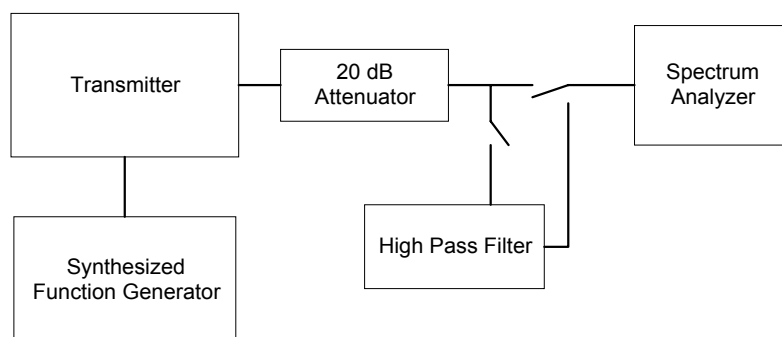 Transmitter
20 dB
Attenuator
Spectrum
Analyzer
High Pass Filter
Synthesized
Function Generator